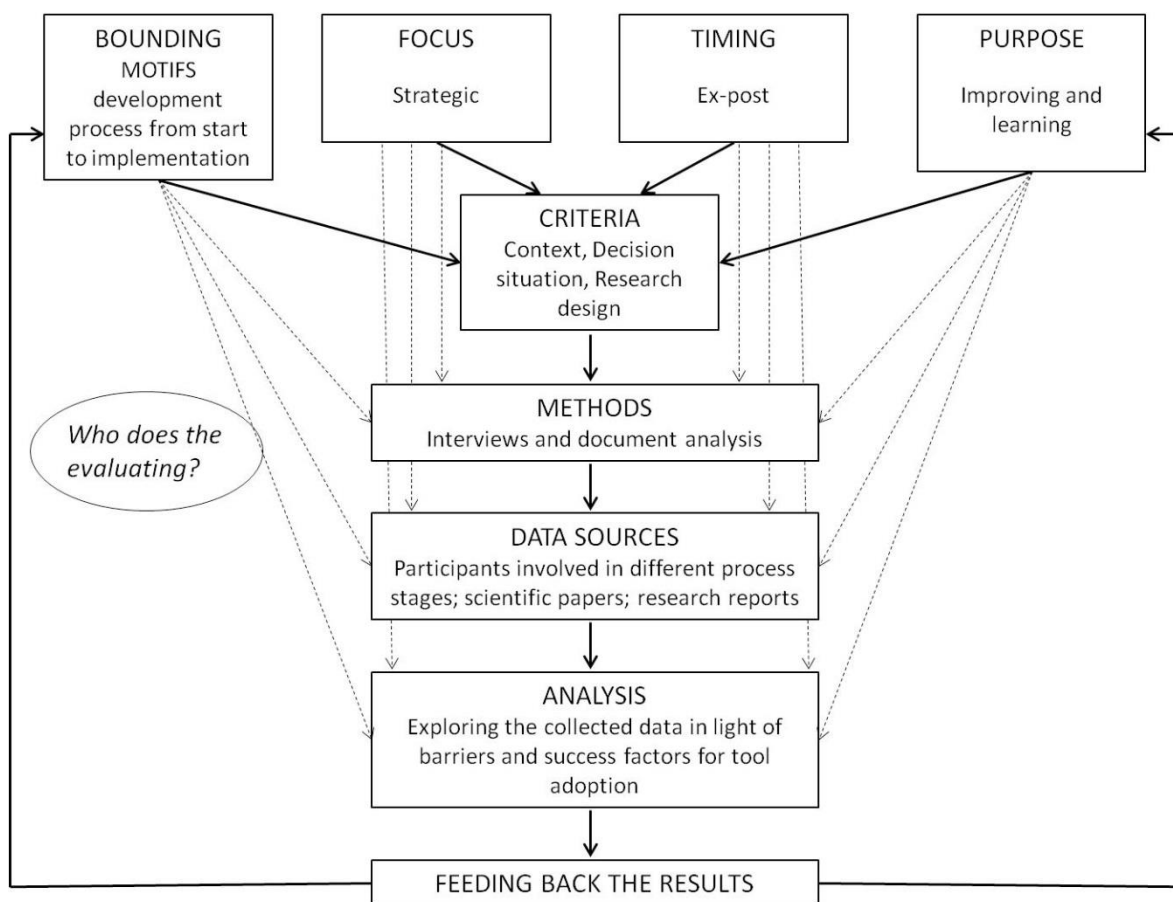 BOUNDING
MOTIFS
development
process from start
to implementation
FOCUS
Strategic
TIMING
Ex-post
PURPOSE
Improving and
learning
CRITERIA
Context, Decision
situation, Research
design
METHODS
Interviews and document analysis
Who does the
evaluating?
DATA SOURCES
Participants involved in different process
stages; scientific papers; research reports
ANALYSIS
Exploring the collected data in light of
barriers and success factors for tool
adoption
FEEDING BACK THE RESULTS